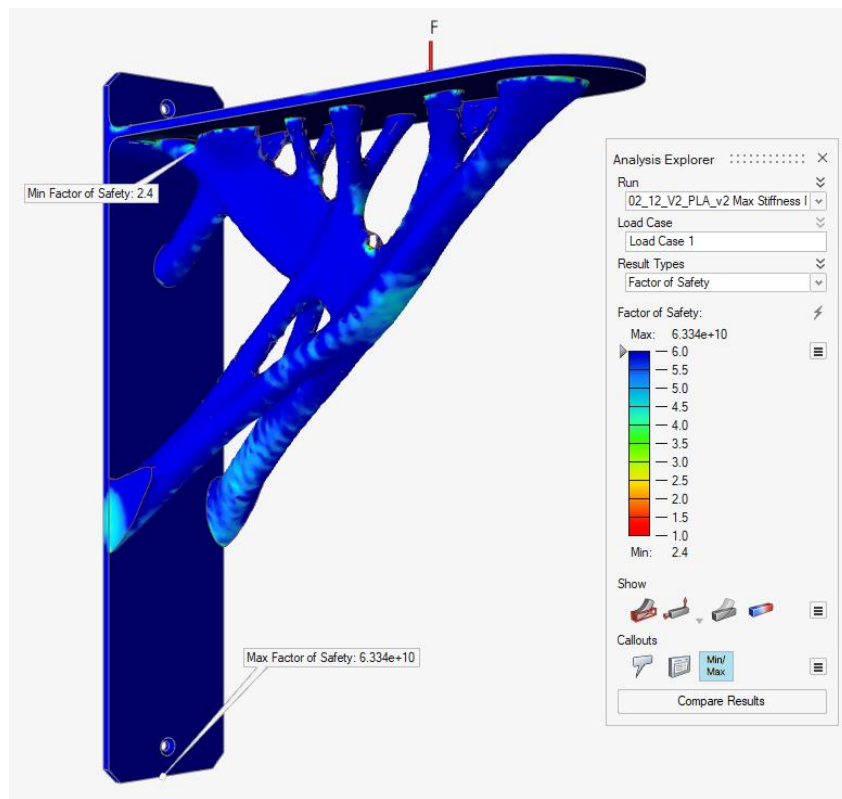 F
Min Factor of Safety: 2.4
Max Factor of Safety: 6.334e+10
Analysis Explorer
Run
02_12_V2_PLA_v2 Max Stiffness I
Load Case
Load Case 1
Result Types
Factor of Safety
Factor of Safety:
Max: 6.334e+10
6.0
5.5
5.0
4.5
4.0
3.5
3.0
2.5
2.0
1.5
1.0
Min: 2.4
Show
Callouts
Min/
Max
Compare Results